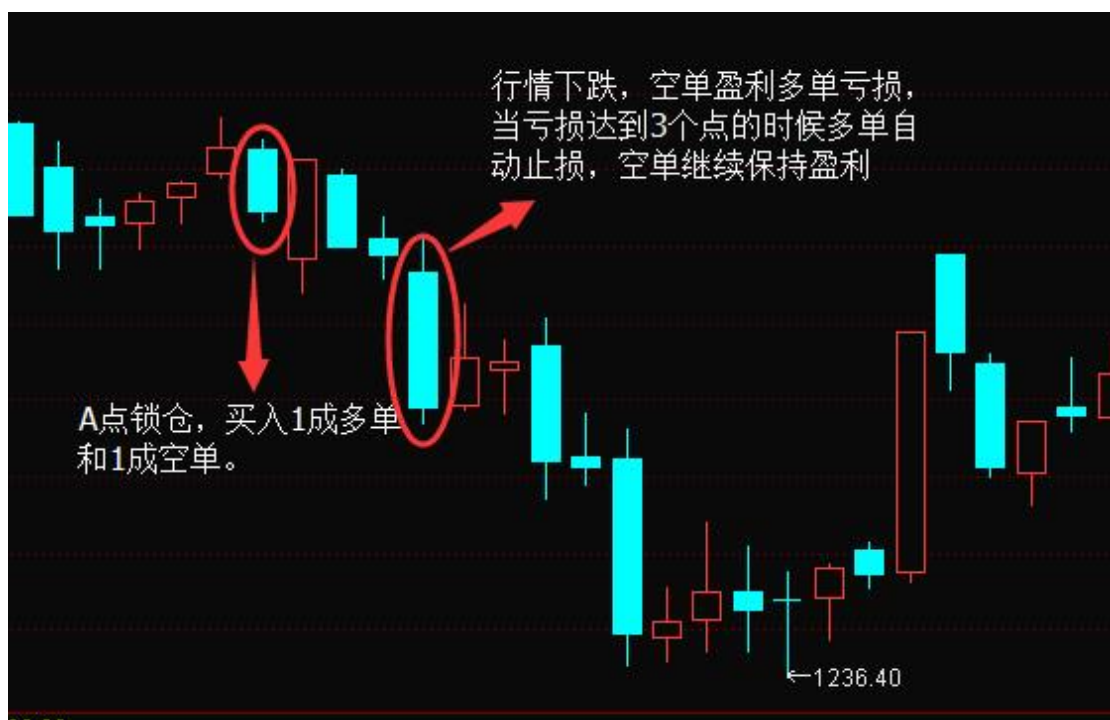 行情下跌，空单盈利多单亏损，
当亏损达到3个点的时候多单自
动止损，空单继续保持盈利
A点锁仓，买入1成多单
和1成空单。
←1236.40